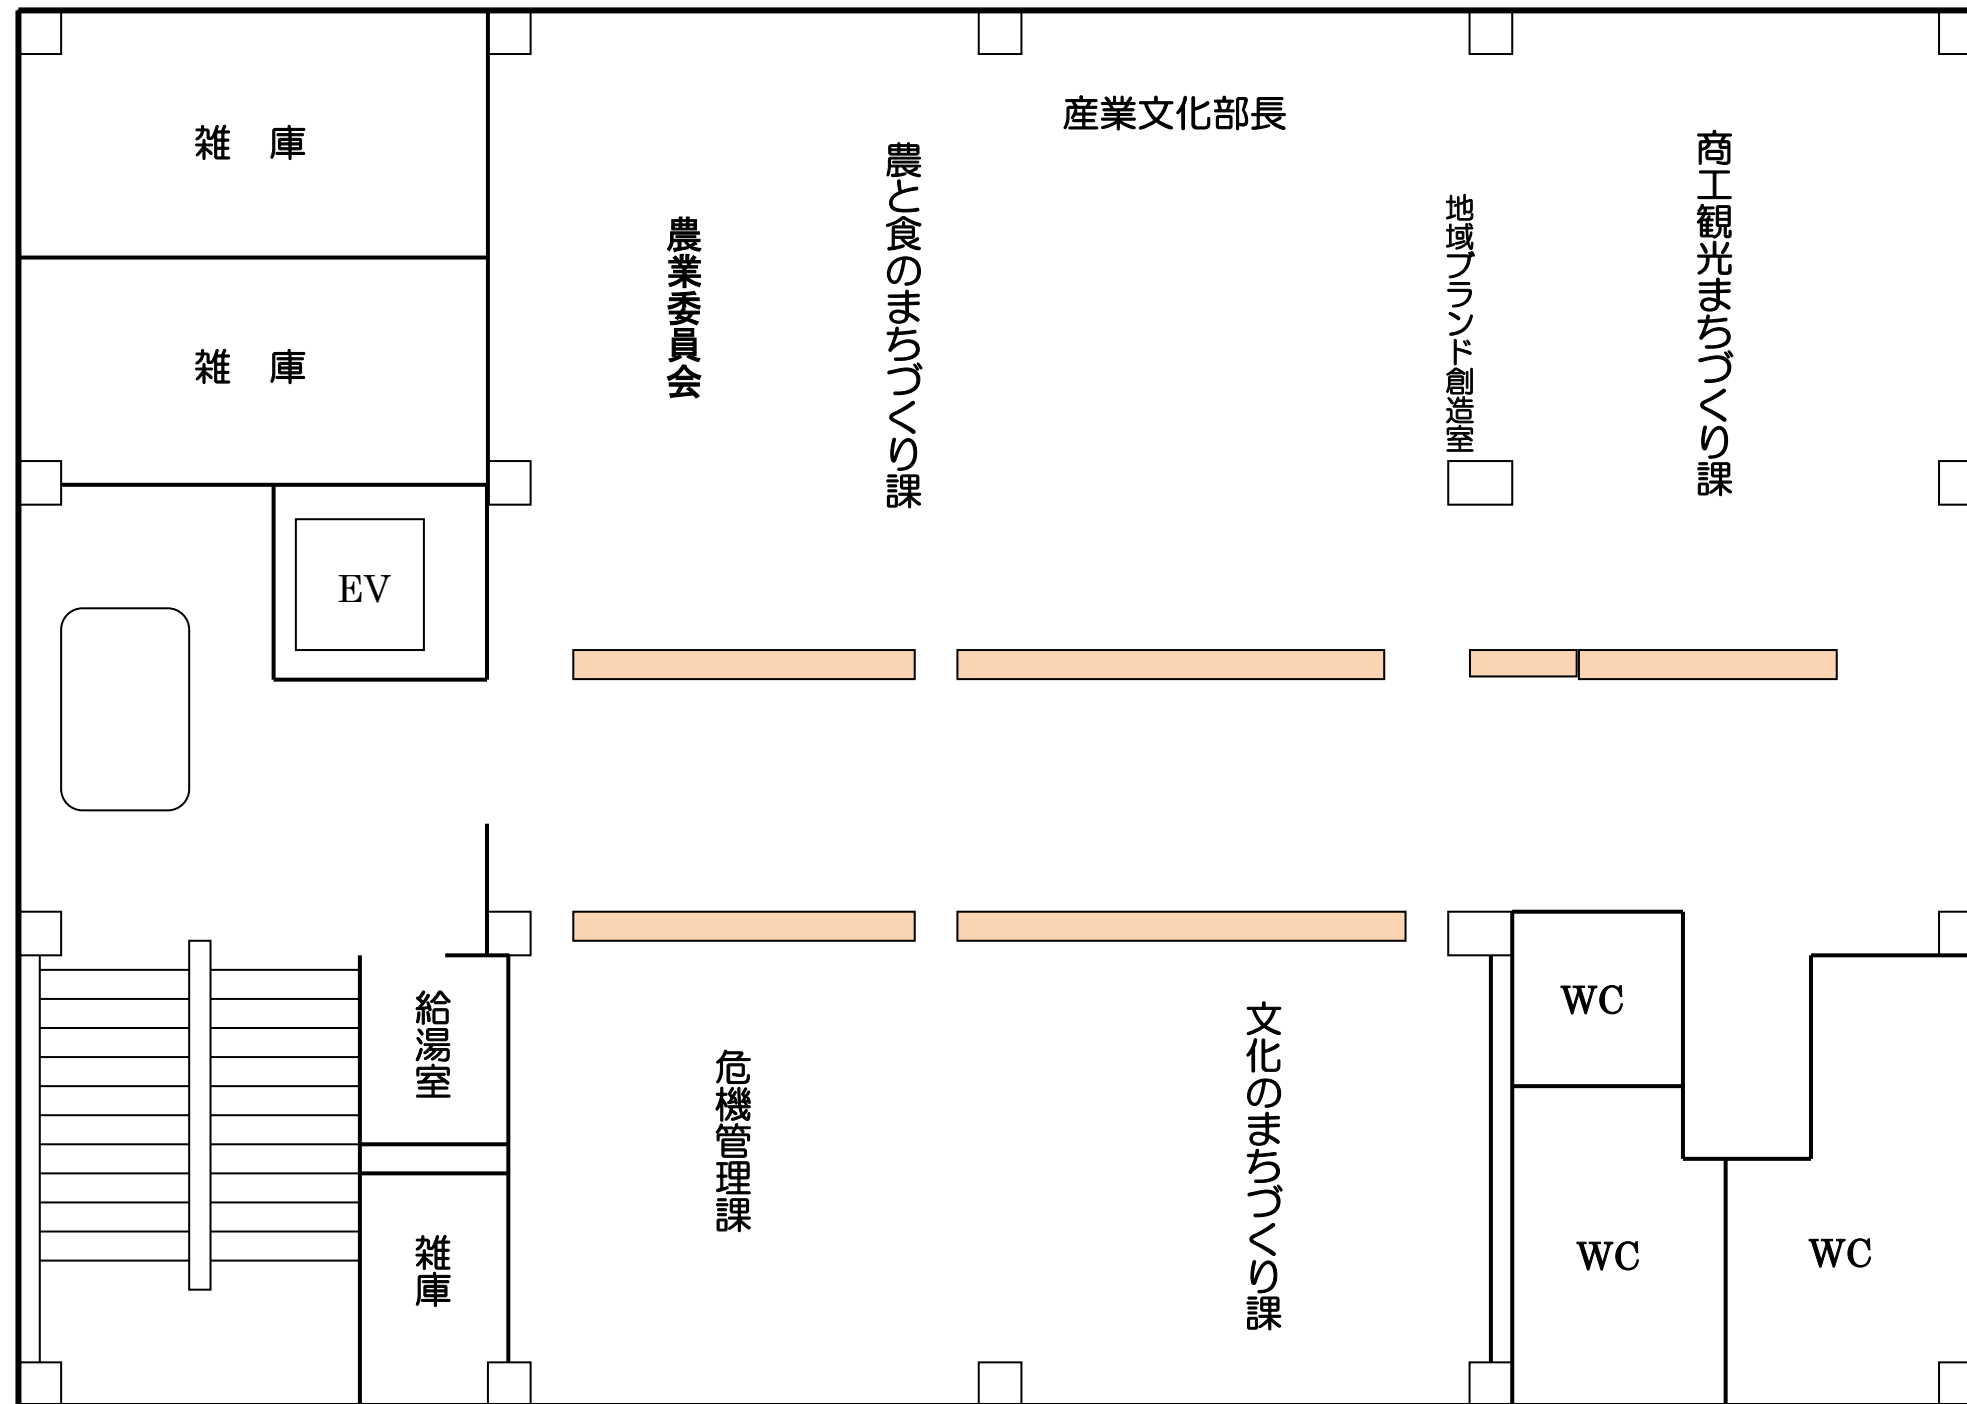 産業文化部長
雑　庫
農業委員会
農と食のまちづくり課
地域ブランド創造室
商工観光まちづくり課
雑　庫
EV
給湯室
危機管理課
文化のまちづくり課
WC
雑庫
WC
WC